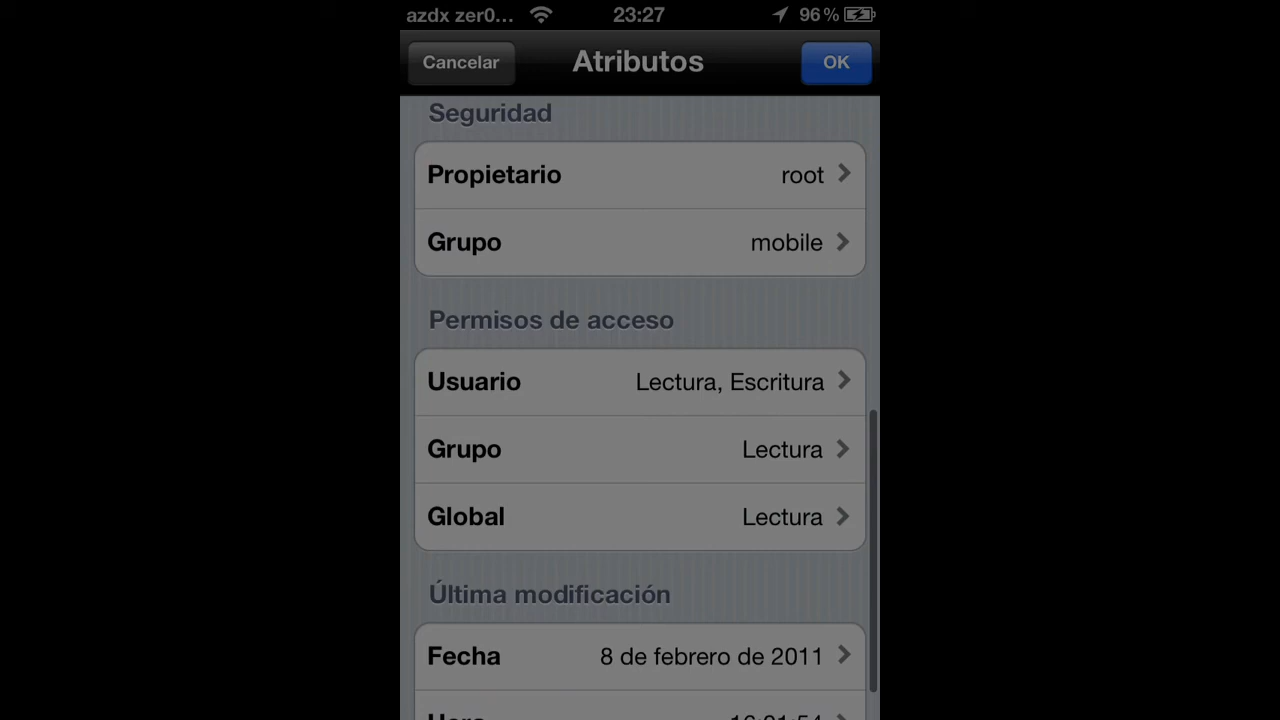 azdx zer0... 23:27 96%
Cancelar Atributos OK
Seguridad
Propietario root
Grupo mobile
Permisos de acceso
Usuario Lectura, Escritura
Grupo Lectura
Global Lectura
Última modificación
Fecha 8 de febrero de 2011
Hora